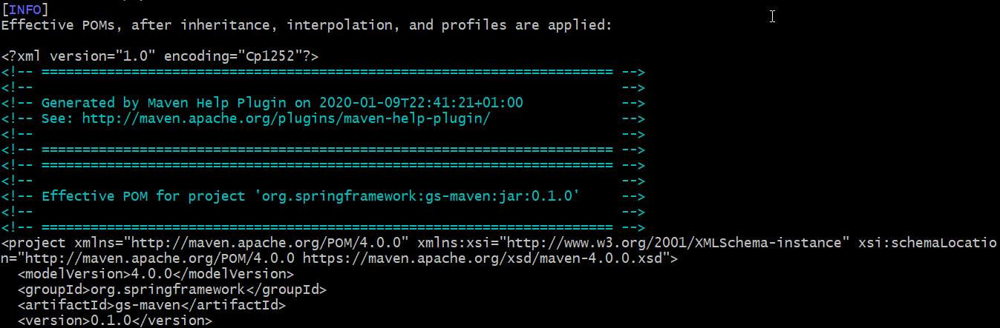 [INFO]
Effective POMs, after inheritance, interpolation, and profiles are applied:
<?xml version="1.0" encoding="Cp1252"?>
<!-- ====================================================================== -->
<!--                                                                        -->
<!-- Generated by Maven Help Plugin on 2020-01-09T22:41:21+01:00            -->
<!-- See: http://maven.apache.org/plugins/maven-help-plugin/                -->
<!--                                                                        -->
<!-- ====================================================================== -->
<!-- ====================================================================== -->
<!--                                                                        -->
<!-- Effective POM for project 'org.springframework:gs-maven:jar:0.1.0'     -->
<!--                                                                        -->
<!-- ====================================================================== -->
<project xmlns="http://maven.apache.org/POM/4.0.0" xmlns:xsi="http://www.w3.org/2001/XMLSchema-instance" xsi:schemaLocatio
n="http://maven.apache.org/POM/4.0.0 https://maven.apache.org/xsd/maven-4.0.0.xsd">
  <modelVersion>4.0.0</modelVersion>
  <groupId>org.springframework</groupId>
  <artifactId>gs-maven</artifactId>
  <version>0.1.0</version>